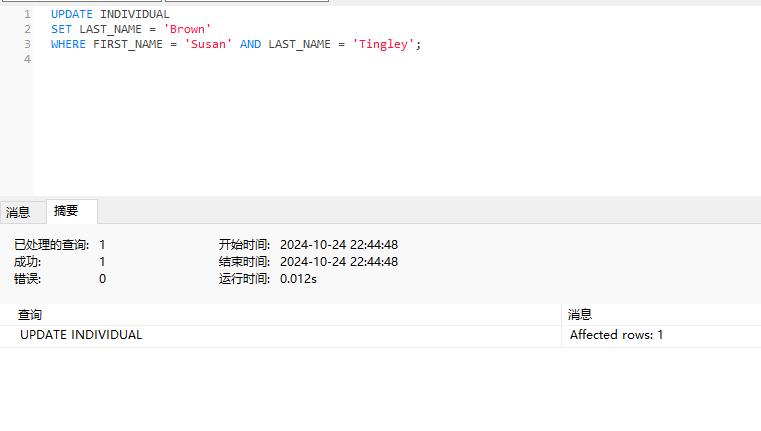 1 UPDATE INDIVIDUAL
2 SET LAST_NAME = 'Brown'
3 WHERE FIRST_NAME = 'Susan' AND LAST_NAME = 'Tingley';
4
消息 摘要
已处理的查询: 1 开始时间: 2024-10-24 22:44:48
成功: 1 结束时间: 2024-10-24 22:44:48
错误: 0 运行时间: 0.012s
查询 消息
UPDATE INDIVIDUAL Affected rows: 1